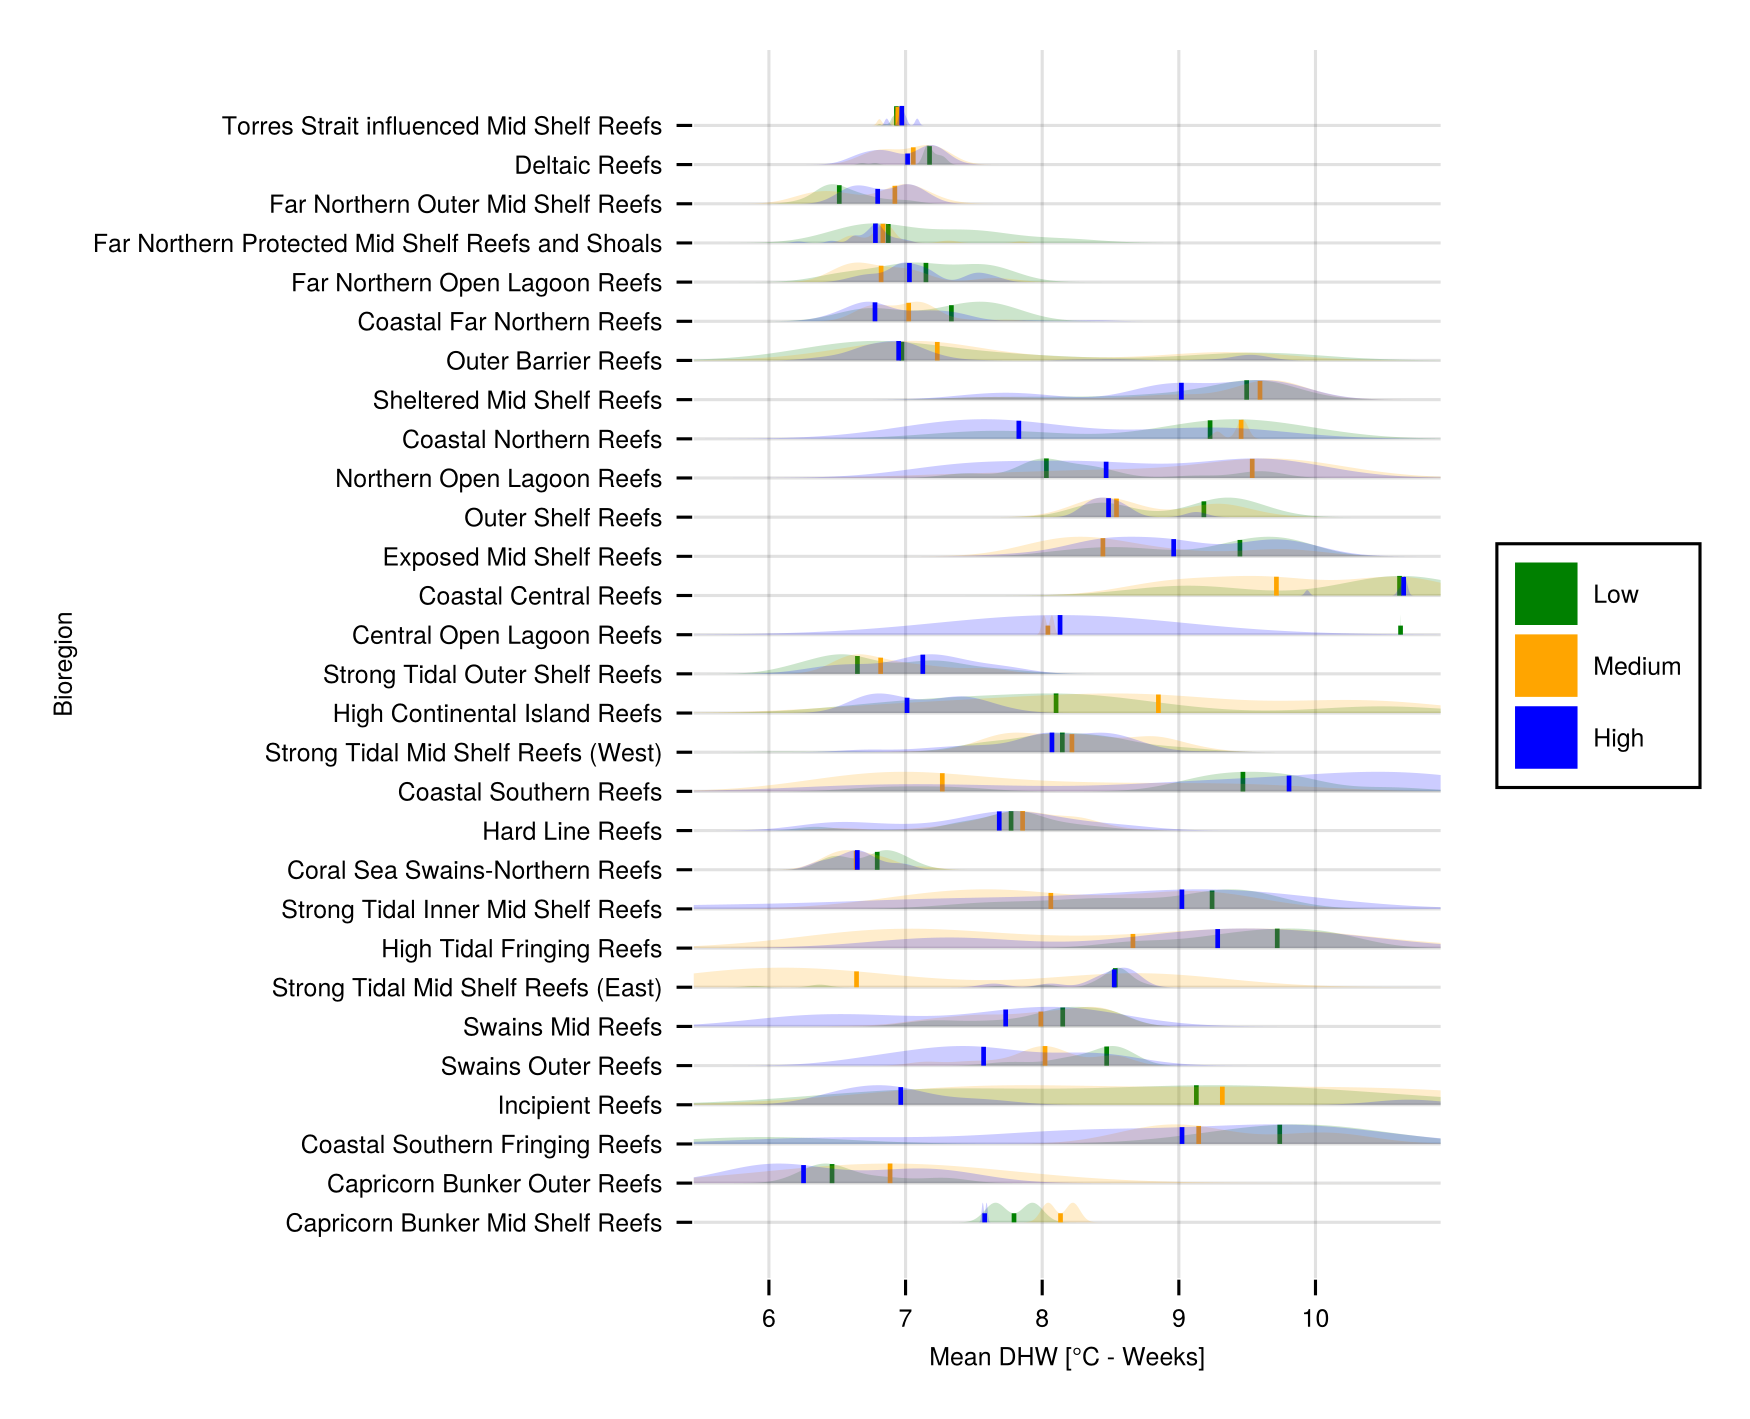 Torres Strait influenced Mid Shelf Reefs
Deltaic Reefs
Far Northern Outer Mid Shelf Reefs
Far Northern Protected Mid Shelf Reefs and Shoals
Far Northern Open Lagoon Reefs
Coastal Far Northern Reefs
Outer Barrier Reefs
Sheltered Mid Shelf Reefs
Coastal Northern Reefs
Northern Open Lagoon Reefs
Outer Shelf Reefs
Exposed Mid Shelf Reefs
Coastal Central Reefs
Central Open Lagoon Reefs
Strong Tidal Outer Shelf Reefs
High Continental Island Reefs
Strong Tidal Mid Shelf Reefs (West)
Coastal Southern Reefs
Hard Line Reefs
Coral Sea Swains-Northern Reefs
Strong Tidal Inner Mid Shelf Reefs
High Tidal Fringing Reefs
Strong Tidal Mid Shelf Reefs (East)
Swains Mid Reefs
Swains Outer Reefs
Incipient Reefs
Coastal Southern Fringing Reefs
Capricorn Bunker Outer Reefs
Capricorn Bunker Mid Shelf Reefs
Bioregion
6 7 8 9 10
Mean DHW [°C - Weeks]
Low
Medium
High